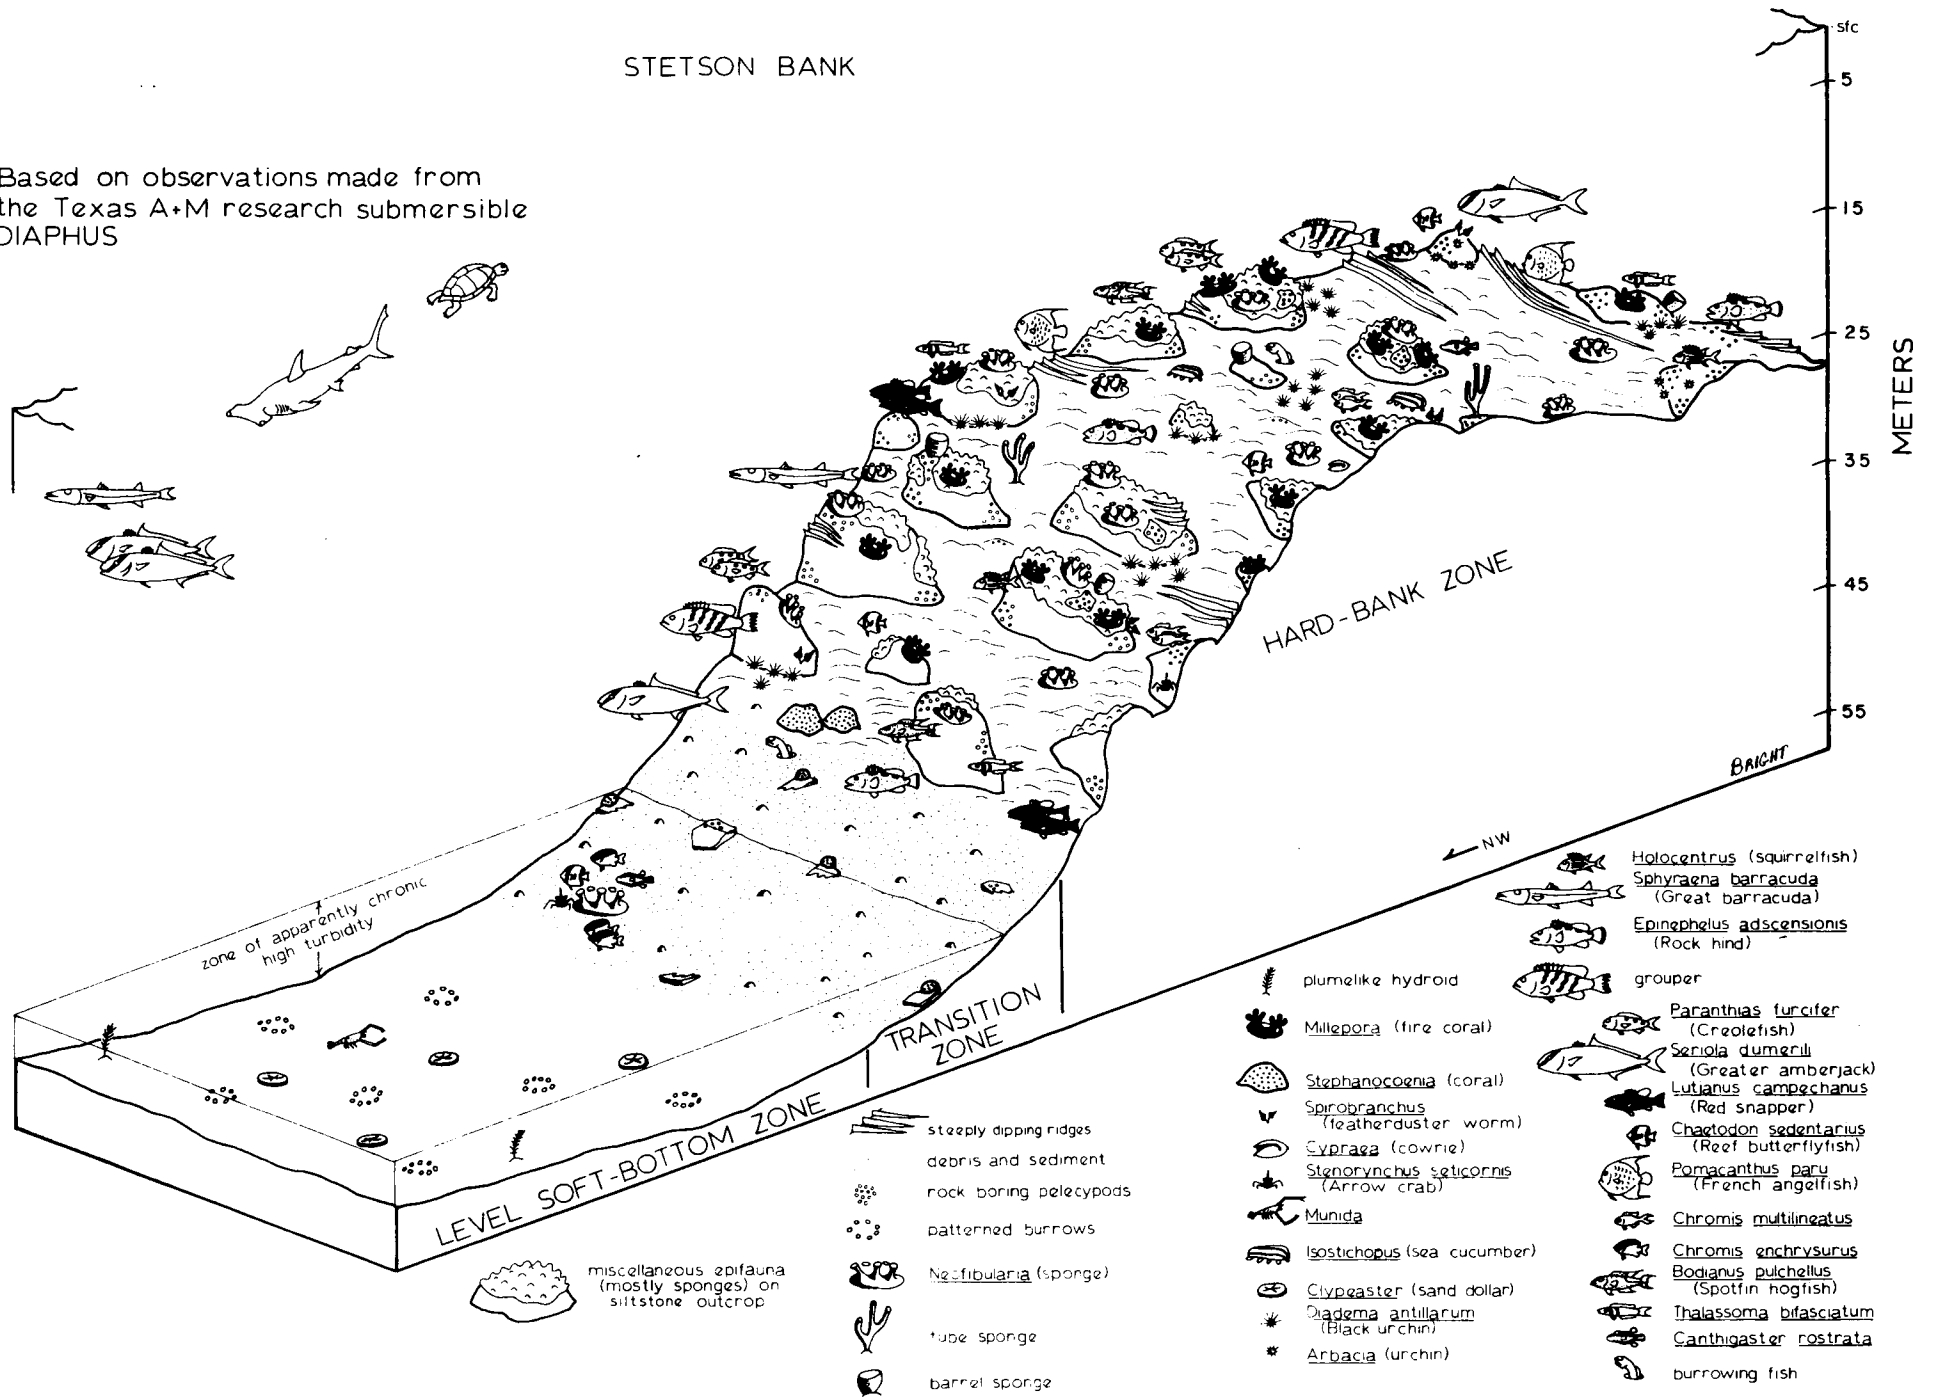 STETSON BANK
Based on observations made from
the Texas A+M research submersible
DIAPHUS
sfc
5
15
25
35
45
55
METERS
HARD-BANK ZONE
BRIGHT
NW
zone of apparently chronic
high turbidity
TRANSITION
ZONE
LEVEL SOFT-BOTTOM ZONE
miscellaneous epifauna
(mostly sponges) on
siltstone outcrop
steeply dipping ridges
debris and sediment
rock boring pelecypods
patterned burrows
Neofibularia (sponge)
tube sponge
barrel sponge
plumelike hydroid
Millepora (fire coral)
Stephanocoenia (coral)
Spirobranchus
(featherduster worm)
Cypraea (cowrie)
Stenorynchus seticornis
(Arrow crab)
Munida
Isostichopus (sea cucumber)
Clypeaster (sand dollar)
Diadema antillarum
(Black urchin)
Arbacia (urchin)
Holocentrus (squirrelfish)
Sphyraena barracuda
(Great barracuda)
Epinephelus adscensionis
(Rock hind)
grouper
Paranthias furcifer
(Creolefish)
Seriola dumerili
(Greater amberjack)
Lutianus campechanus
(Red snapper)
Chaetodon sedentarius
(Reef butterflyfish)
Pomacanthus paru
(French angelfish)
Chromis multilineatus
Chromis enchrysurus
Bodianus pulchellus
(Spotfin hogfish)
Thalassoma bifasciatum
Canthigaster rostrata
burrowing fish